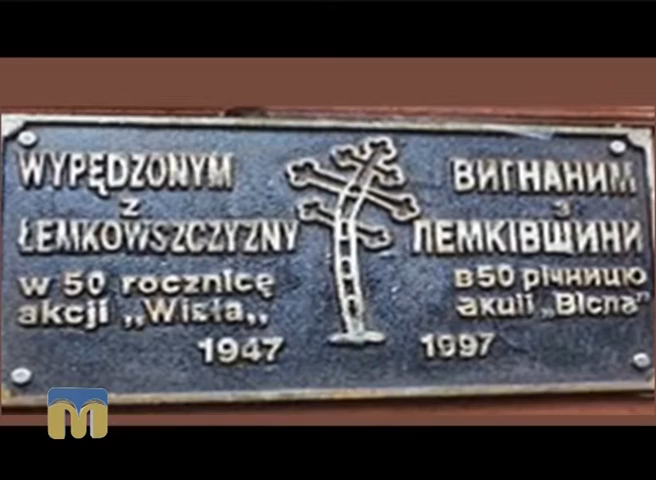 WYPĘDZONYM
z
ŁEMKOWSZCZYZNY
w 50 rocznicę
akcji „Wisła„
1947
ВИГНАНИМ
з
ЛЕМКІВЩИНИ
в 50 річницю
акції „Вісла”
1997
M